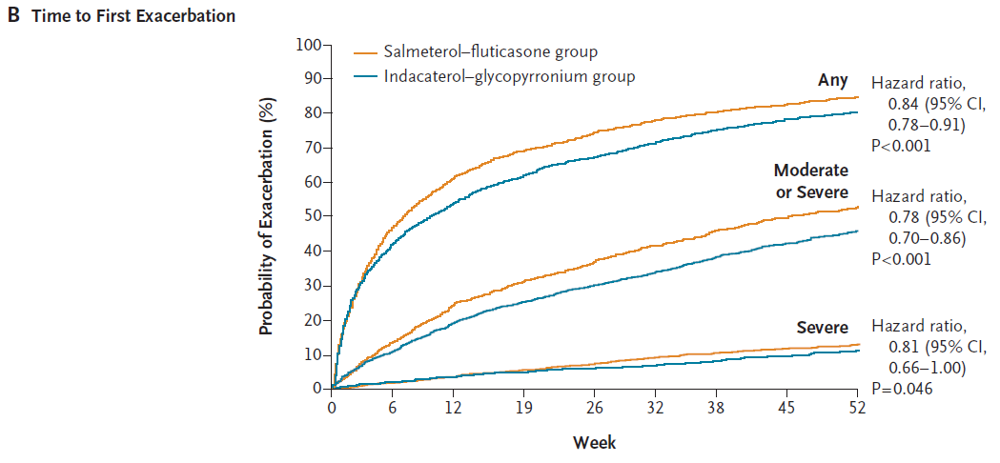 B Time to First Exacerbation
Salmeterol–fluticasone group
Indacaterol–glycopyrronium group
Probability of Exacerbation (%)
100
90
80
70
60
50
40
30
20
10
0
Any
Hazard ratio,
0.84 (95% CI,
0.78–0.91)
P<0.001
Moderate
or Severe
Hazard ratio,
0.78 (95% CI,
0.70–0.86)
P<0.001
Severe
Hazard ratio,
0.81 (95% CI,
0.66–1.00)
P=0.046
0 6 12 19 26 32 38 45 52
Week